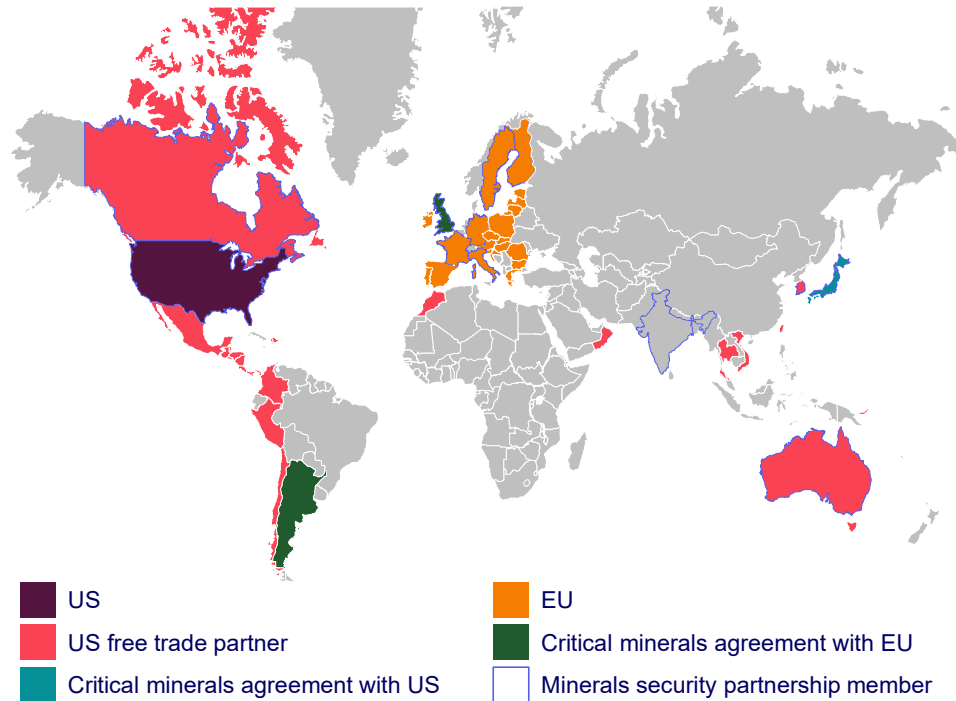 US
US free trade partner
Critical minerals agreement with US
EU
Critical minerals agreement with EU
Minerals security partnership member